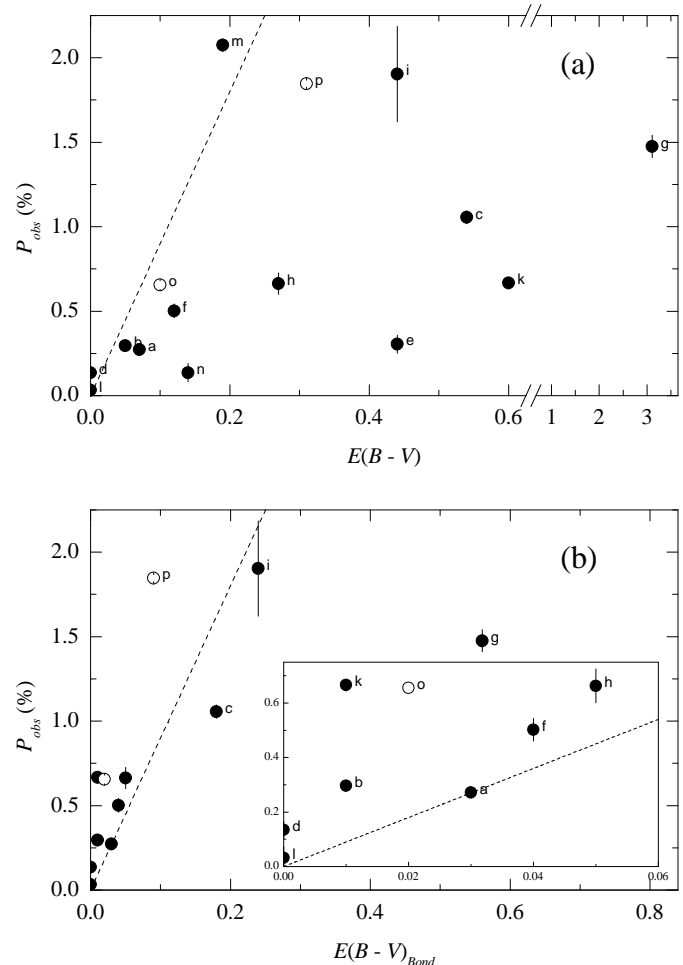 2.0
1.5
1.0
0.5
0.0
P_obs (%)
(a)
m
p
i
g
c
h
k
o
f
b
a
e
d
n
l
0.0 0.2 0.4 0.6 1 2 3
E(B - V)
2.0
1.5
1.0
0.5
0.0
P_obs (%)
(b)
p
i
g
c
0.6
0.3
0.0
k
o
h
f
b
a
d
l
0.00 0.02 0.04 0.06
0.0 0.2 0.4 0.6 0.8
E(B - V)_Bond